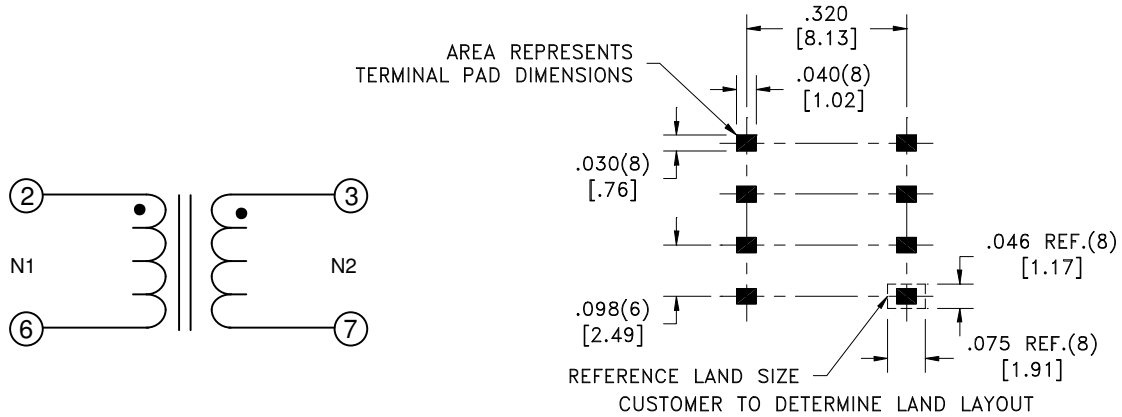 2
3
N1
N2
6
7
.320
[8.13]
AREA REPRESENTS
TERMINAL PAD DIMENSIONS
.040(8)
[1.02]
.030(8)
[.76]
.046 REF.(8)
[1.17]
.098(6)
[2.49]
.075 REF.(8)
[1.91]
REFERENCE LAND SIZE
CUSTOMER TO DETERMINE LAND LAYOUT